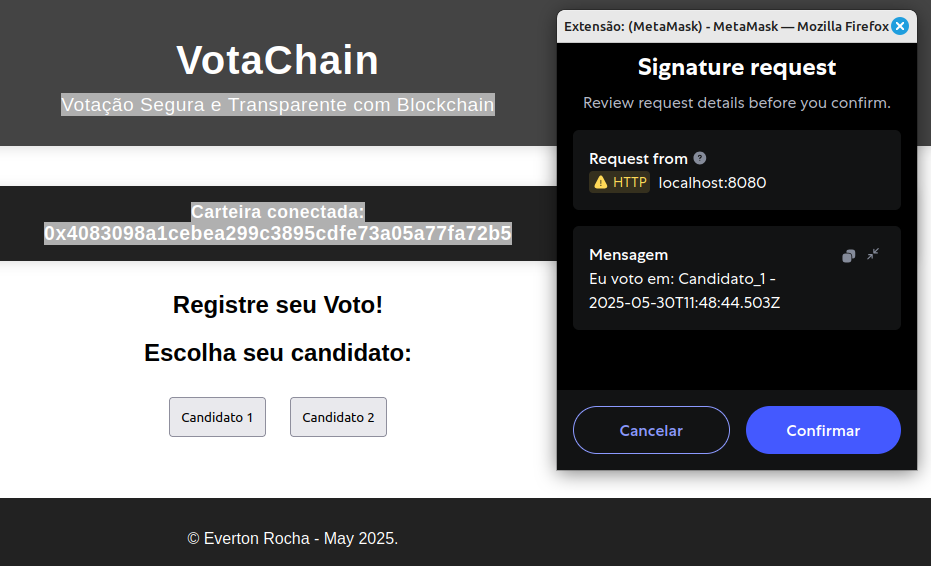 VotaChain
Votação Segura e Transparente com Blockchain
Carteira conectada:
0x4083098a1cebea299c3895cdfe73a05a77fa72b5
Registre seu Voto!
Escolha seu candidato:
Candidato 1
Candidato 2
© Everton Rocha - May 2025.
Extensão: (MetaMask) - MetaMask — Mozilla Firefox
Signature request
Review request details before you confirm.
Request from
HTTP localhost:8080
Mensagem
Eu voto em: Candidato_1 -
2025-05-30T11:48:44.503Z
Cancelar
Confirmar